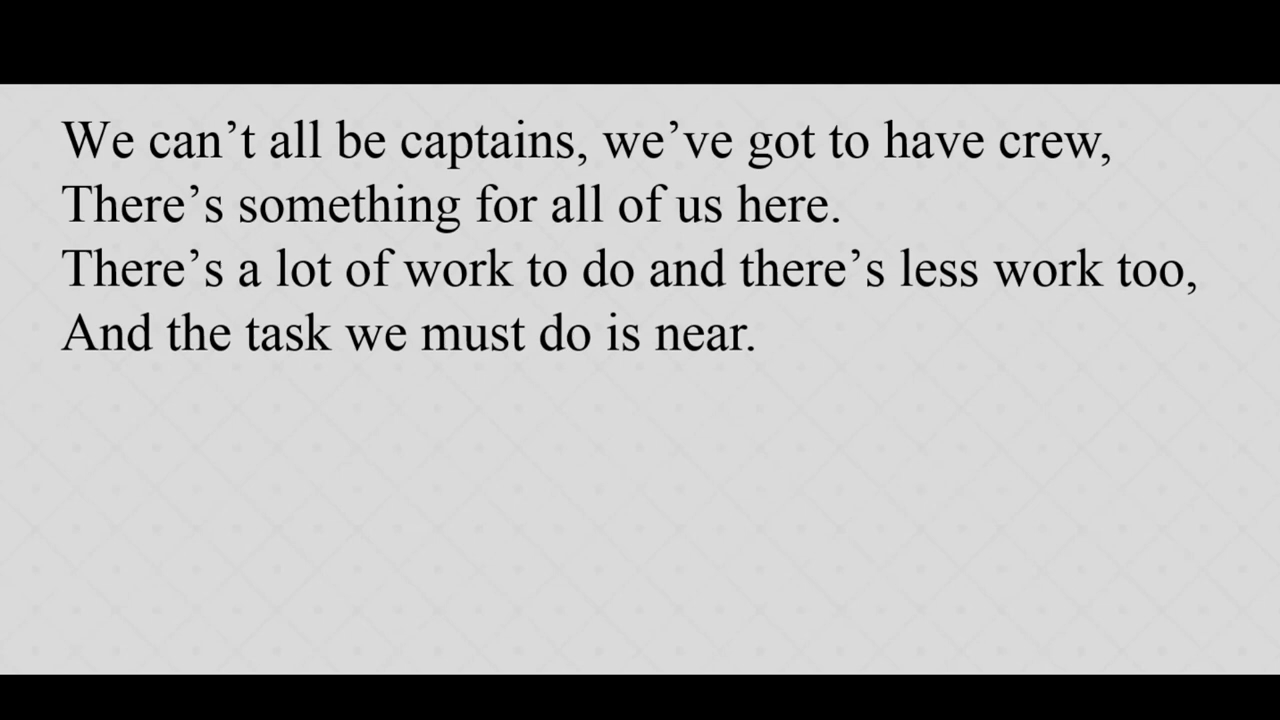 We can’t all be captains, we’ve got to have crew,
There’s something for all of us here.
There’s a lot of work to do and there’s less work too,
And the task we must do is near.